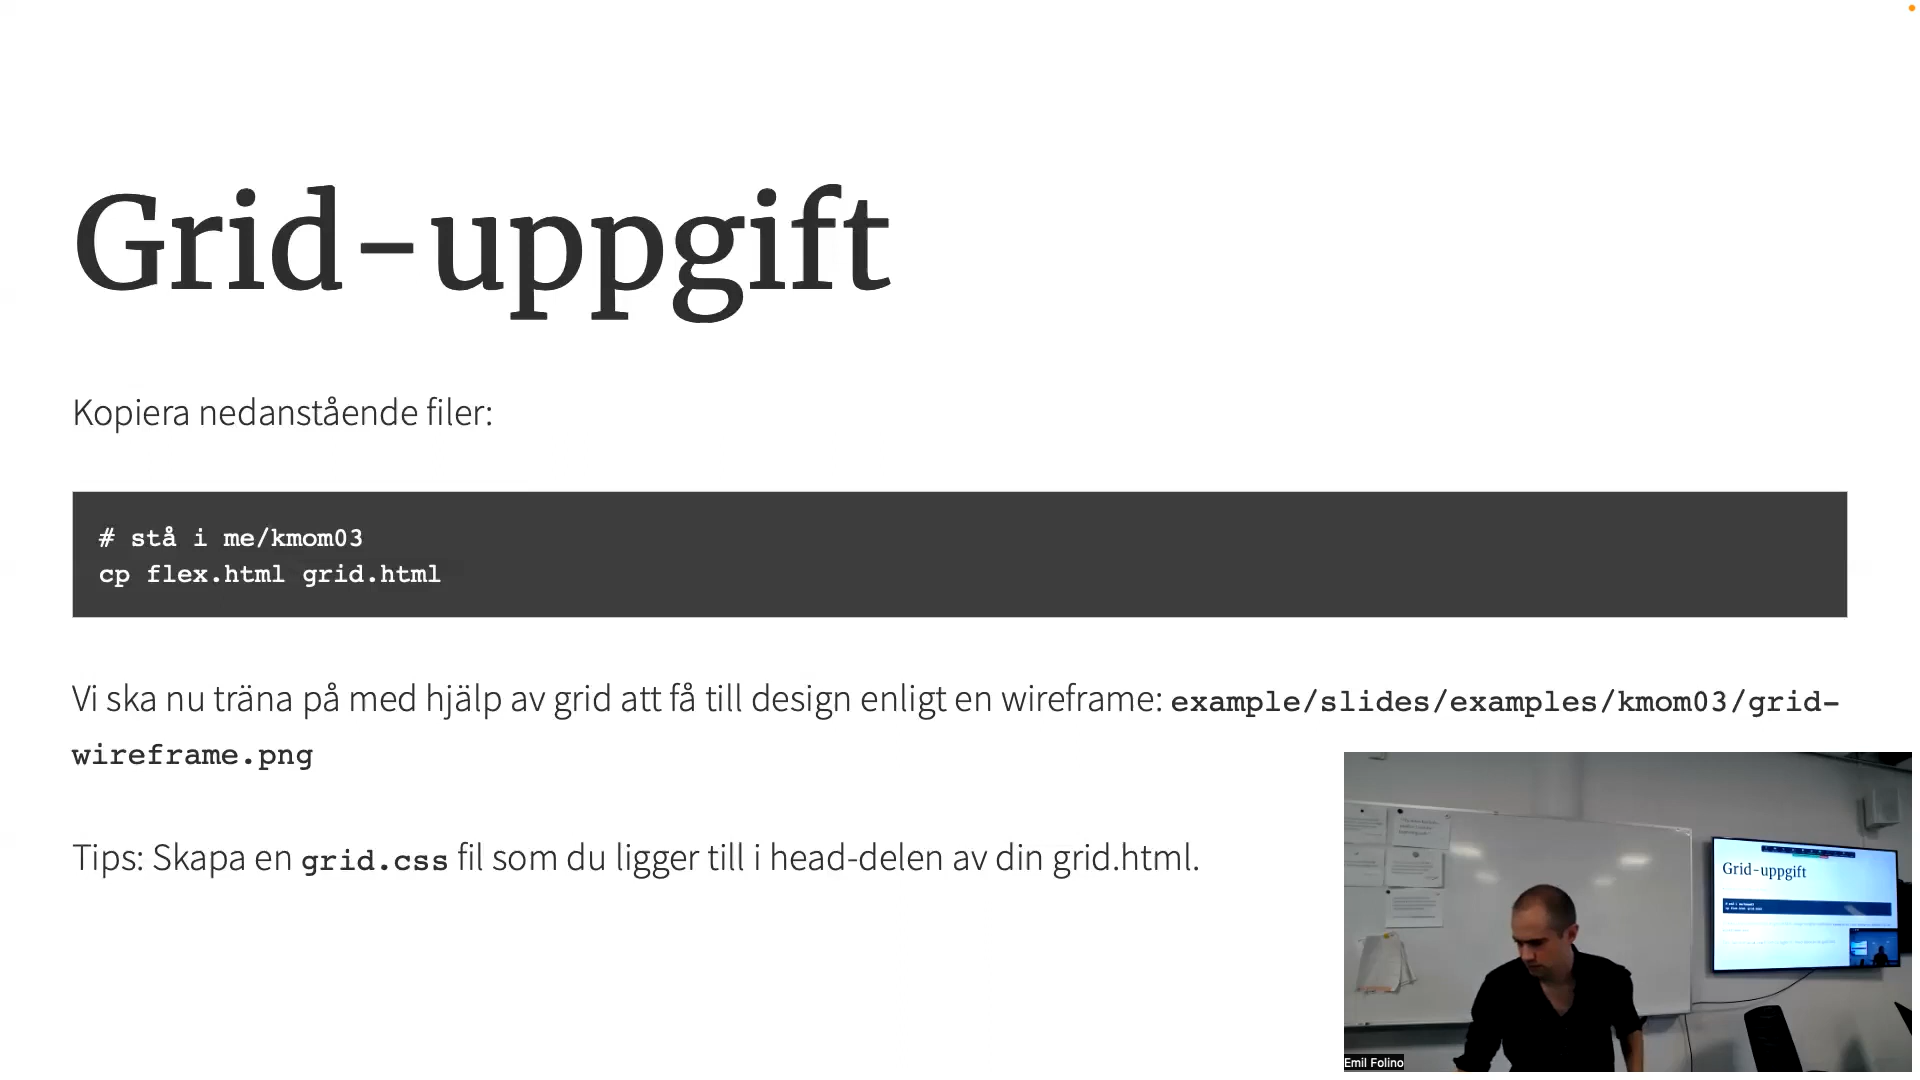 Grid-uppgift
Kopiera nedanstående filer:
# stå i me/kmom03
cp flex.html grid.html
Vi ska nu träna på med hjälp av grid att få till design enligt en wireframe: example/slides/examples/kmom03/grid-
wireframe.png
Tips: Skapa en grid.css fil som du ligger till i head-delen av din grid.html.
Grid-uppgift
Emil Folino